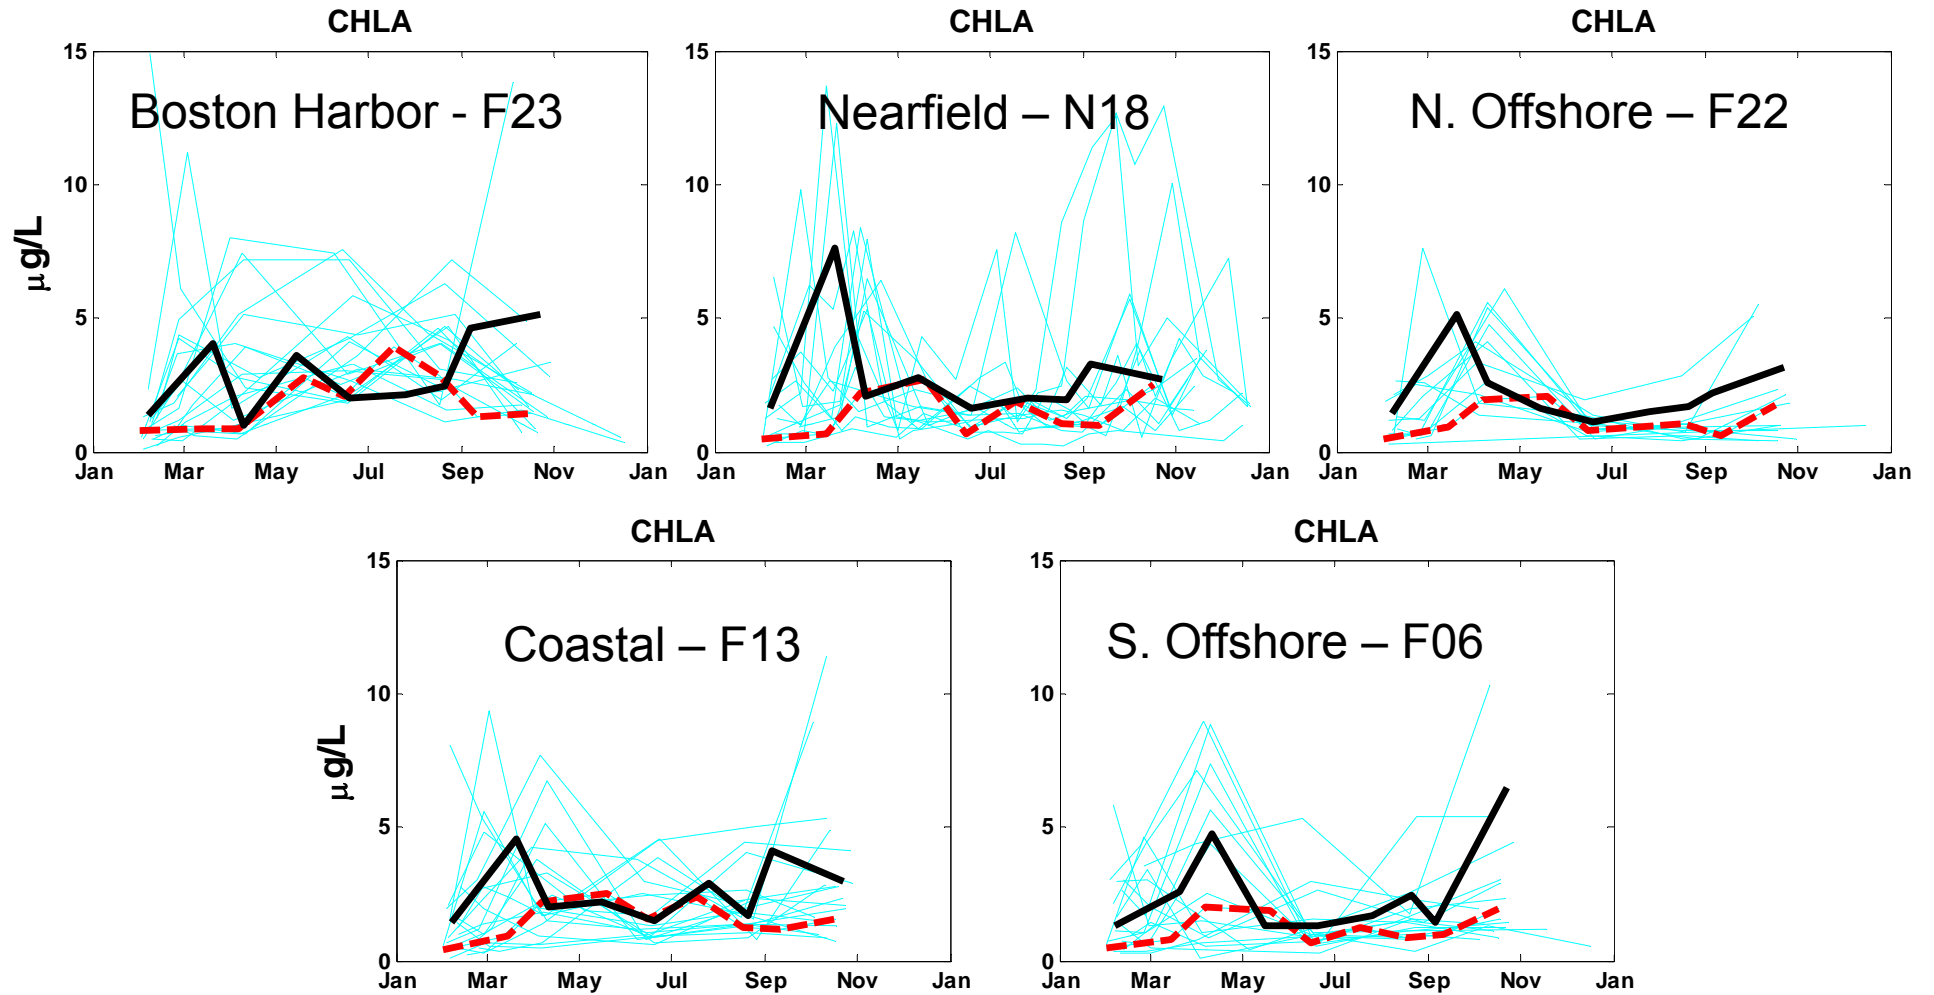 CHLA CHLA CHLA
Boston Harbor - F23 Nearfield – N18 N. Offshore – F22
µg/L
15 15 15
10 10 10
5 5 5
0 0 0
Jan Mar May Jul Sep Nov Jan Jan Mar May Jul Sep Nov Jan Jan Mar May Jul Sep Nov Jan
CHLA CHLA
Coastal – F13 S. Offshore – F06
µg/L
15 15
10 10
5 5
0 0
Jan Mar May Jul Sep Nov Jan Jan Mar May Jul Sep Nov Jan